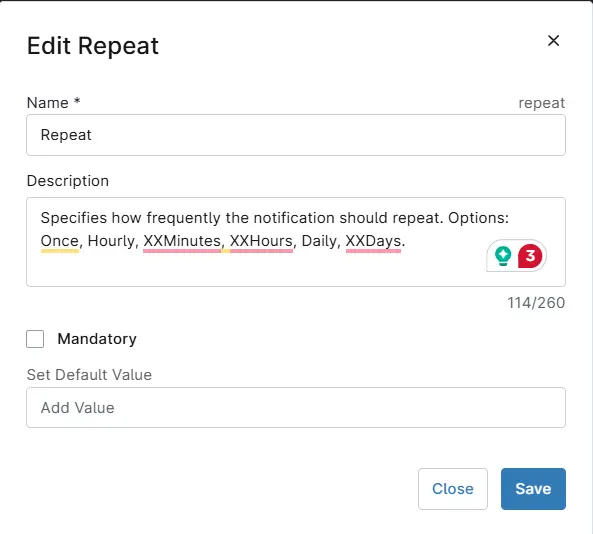 Edit Repeat
Name * repeat
Repeat
Description
Specifies how frequently the notification should repeat. Options:
Once, Hourly, XXMinutes, XXHours, Daily, XXDays.
3
114/260
Mandatory
Set Default Value
Add Value
Close Save